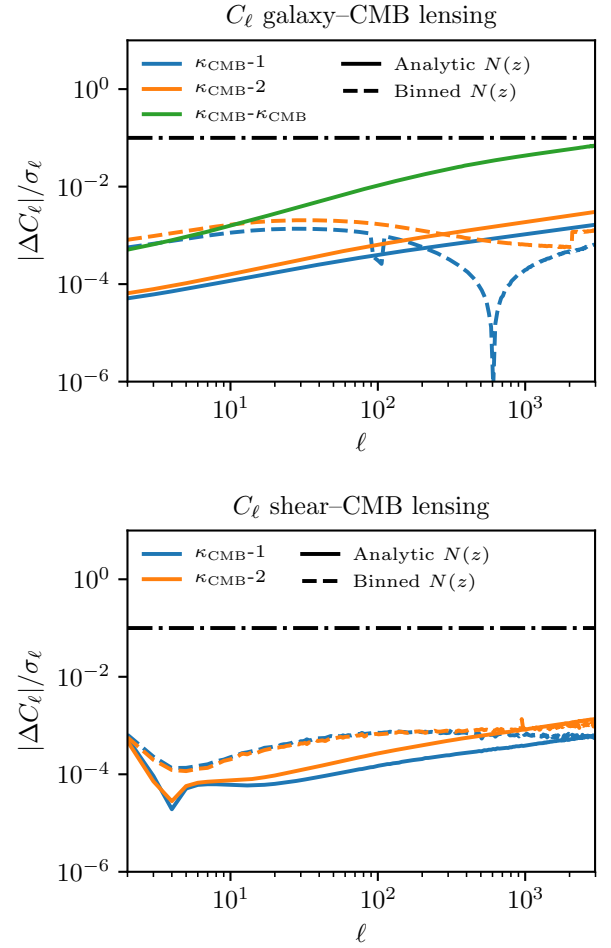 C_ℓ galaxy–CMB lensing
κ_CMB-1
κ_CMB-2
κ_CMB-κ_CMB
Analytic N(z)
Binned N(z)
|ΔC_ℓ|/σ_ℓ
10^0
10^−2
10^−4
10^−6
10^1 10^2 10^3
ℓ
C_ℓ shear–CMB lensing
κ_CMB-1
κ_CMB-2
Analytic N(z)
Binned N(z)
|ΔC_ℓ|/σ_ℓ
10^0
10^−2
10^−4
10^−6
10^1 10^2 10^3
ℓ